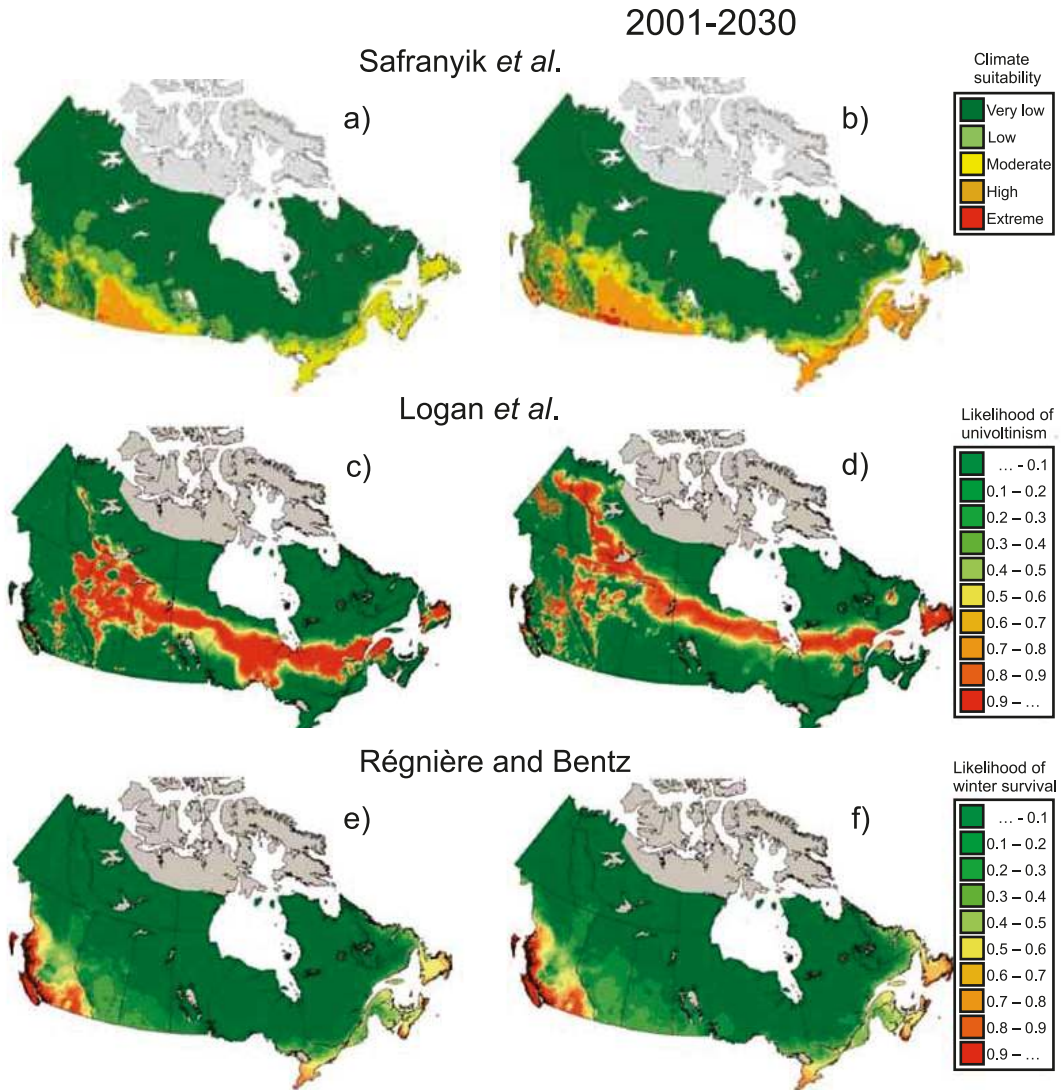 2001-2030
Safranyik et al.
Climate
suitability
a)
b)
Very low
Low
Moderate
High
Extreme
Logan et al.
Likelihood of
univoltinism
c)
d)
... - 0.1
0.1 – 0.2
0.2 – 0.3
0.3 – 0.4
0.4 – 0.5
0.5 – 0.6
0.6 – 0.7
0.7 – 0.8
0.8 – 0.9
0.9 – ...
Régnière and Bentz
Likelihood of
winter survival
e)
f)
... - 0.1
0.1 – 0.2
0.2 – 0.3
0.3 – 0.4
0.4 – 0.5
0.5 – 0.6
0.6 – 0.7
0.7 – 0.8
0.8 – 0.9
0.9 – ...